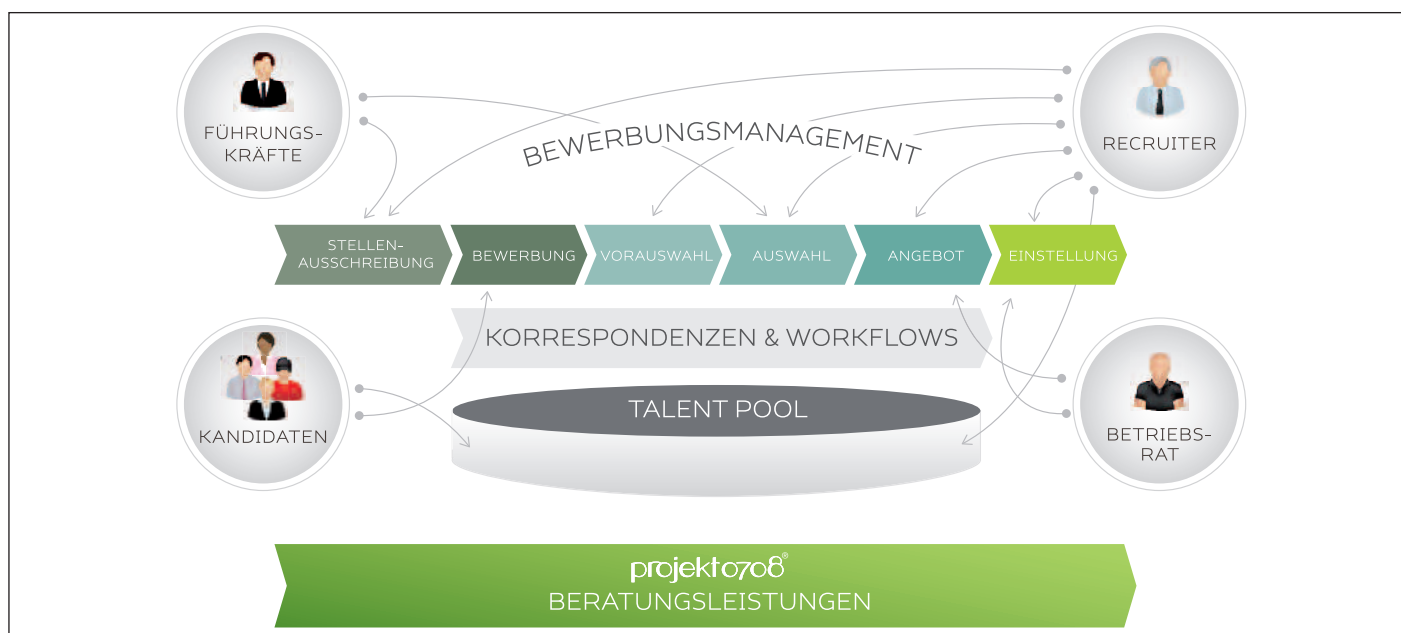 FÜHRUNGS-
KRÄFTE
RECRUITER
BEWERBUNGSMANAGEMENT
STELLEN-
AUSSCHREIBUNG
BEWERBUNG
VORAUSWAHL
AUSWAHL
ANGEBOT
EINSTELLUNG
KORRESPONDENZEN & WORKFLOWS
TALENT POOL
KANDIDATEN
BETRIEBS-
RAT
projekt0708®
BERATUNGSLEISTUNGEN